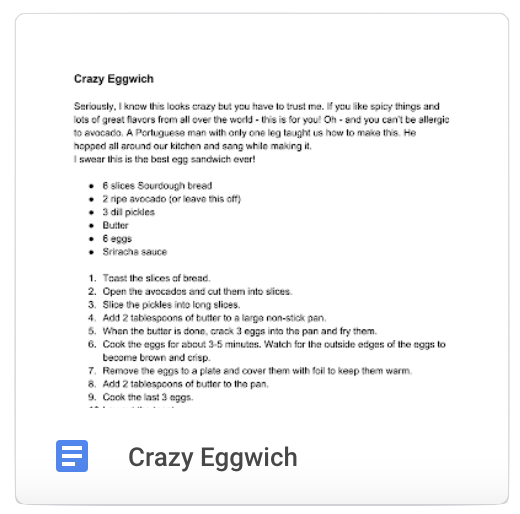 Crazy Eggwich
Seriously, I know this looks crazy but you have to trust me. If you like spicy things and
lots of great flavors from all over the world - this is for you! Oh - and you can't be allergic
to avocado. A Portuguese man with only one leg taught us how to make this. He
hopped all around our kitchen and sang while making it.
I swear this is the best egg sandwich ever!
● 6 slices Sourdough bread
● 2 ripe avocado (or leave this off)
● 3 dill pickles
● Butter
● 6 eggs
● Sriracha sauce
1. Toast the slices of bread.
2. Open the avocados and cut them into slices.
3. Slice the pickles into long slices.
4. Add 2 tablespoons of butter to a large non-stick pan.
5. When the butter is done, crack 3 eggs into the pan and fry them.
6. Cook the eggs for about 3-5 minutes. Watch for the outside edges of the eggs to
become brown and crisp.
7. Remove the eggs to a plate and cover them with foil to keep them warm.
8. Add 2 tablespoons of butter to the pan.
9. Cook the last 3 eggs.
Crazy Eggwich